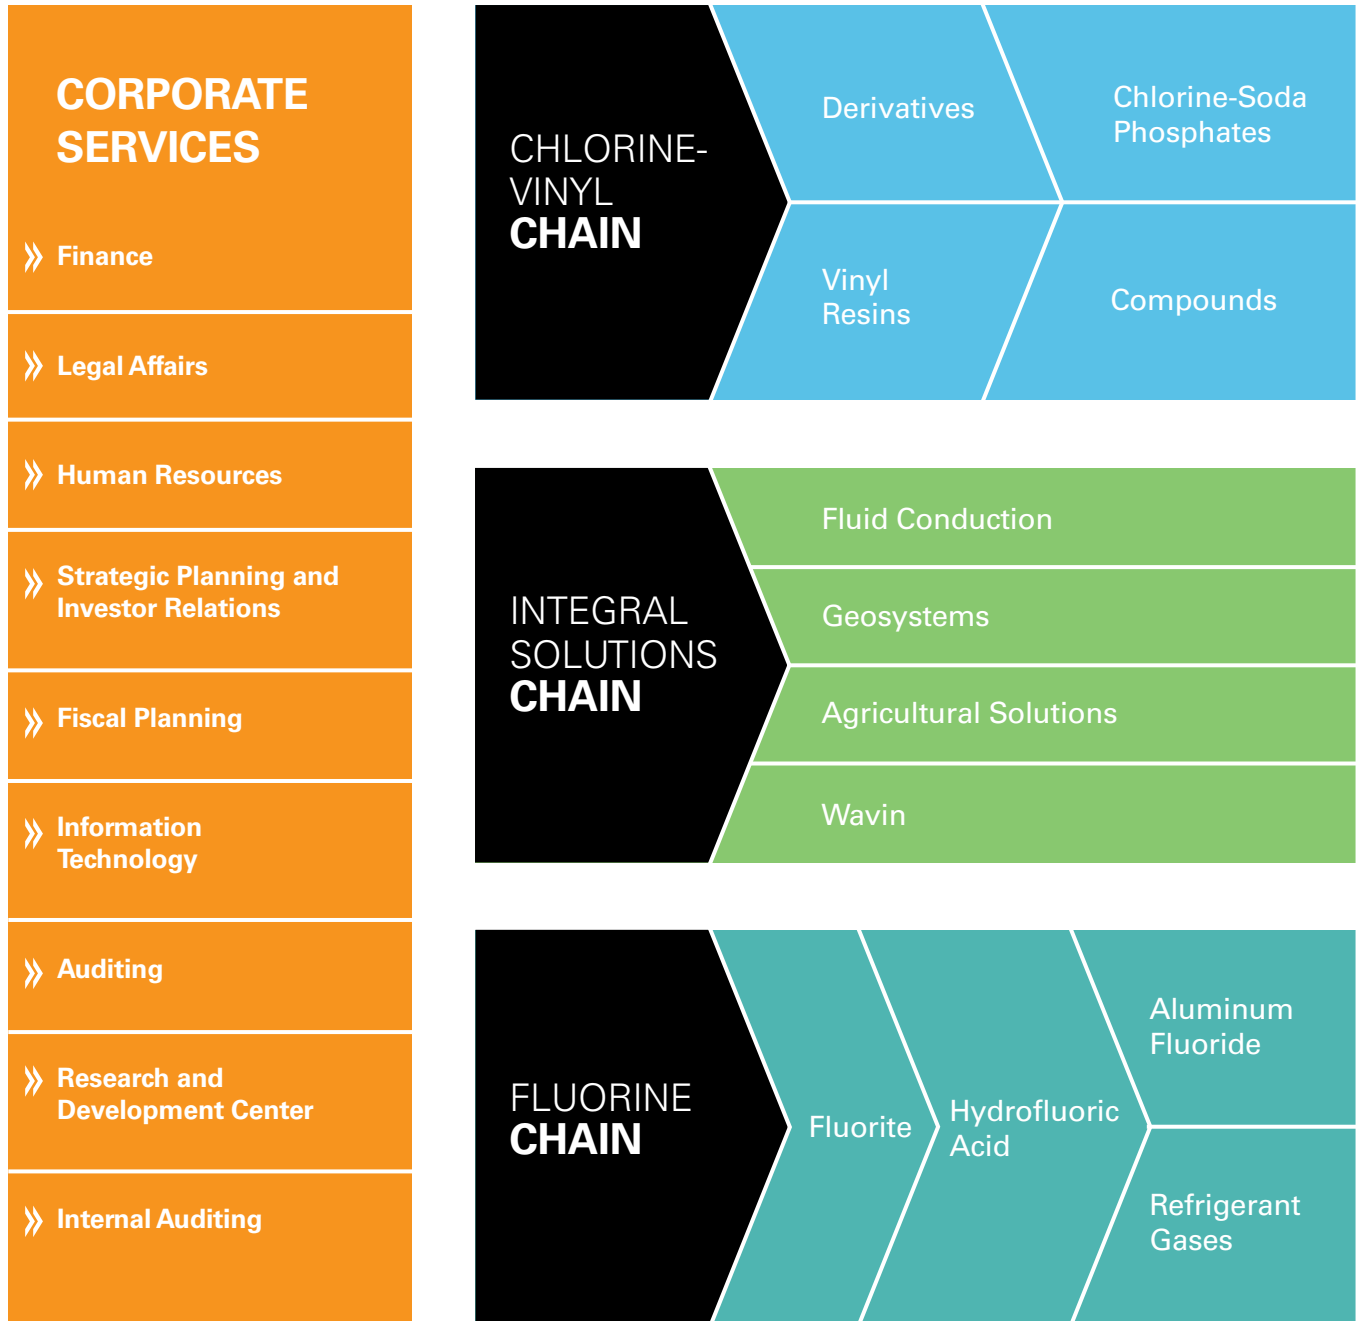 CORPORATE
SERVICES
Finance
Legal Affairs
Human Resources
Strategic Planning and
Investor Relations
Fiscal Planning
Information
Technology
Auditing
Research and
Development Center
Internal Auditing
CHLORINE-
VINYL
CHAIN
Derivatives
Chlorine-Soda
Phosphates
Vinyl
Resins
Compounds
INTEGRAL
SOLUTIONS
CHAIN
Fluid Conduction
Geosystems
Agricultural Solutions
Wavin
FLUORINE
CHAIN
Fluorite
Hydrofluoric
Acid
Aluminum
Fluoride
Refrigerant
Gases